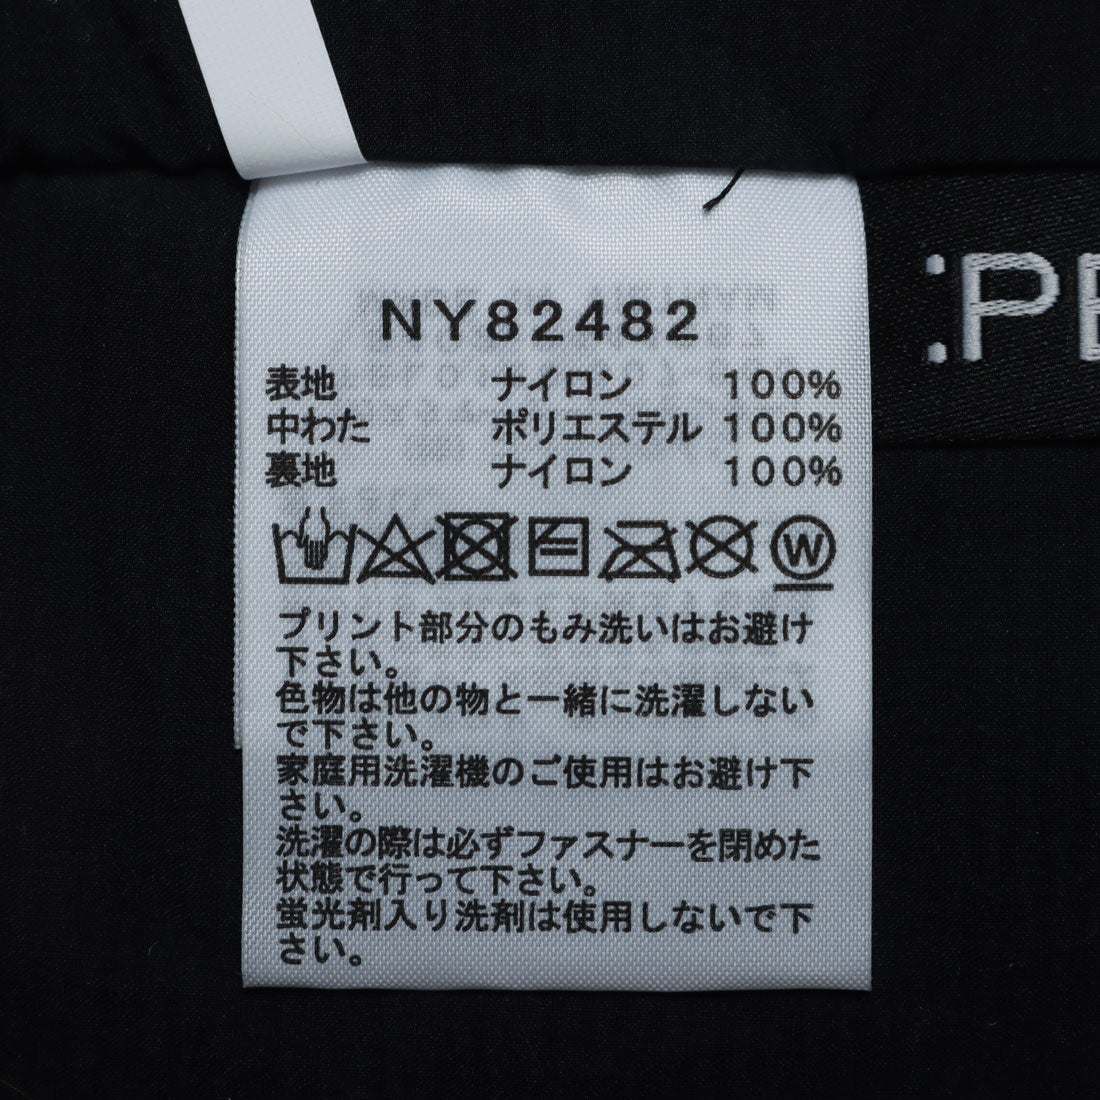 NY82482
:PE
表地 ナイロン 100%
中わた ポリエステル 100%
裏地 ナイロン 100%
W
プリント部分のもみ洗いはお避け
下さい。
色物は他の物と一緒に洗濯しない
で下さい。
家庭用洗濯機のご使用はお避け下
さい。
洗濯の際は必ずファスナーを閉めた
状態で行って下さい。
蛍光剤入り洗剤は使用しないで下
さい。